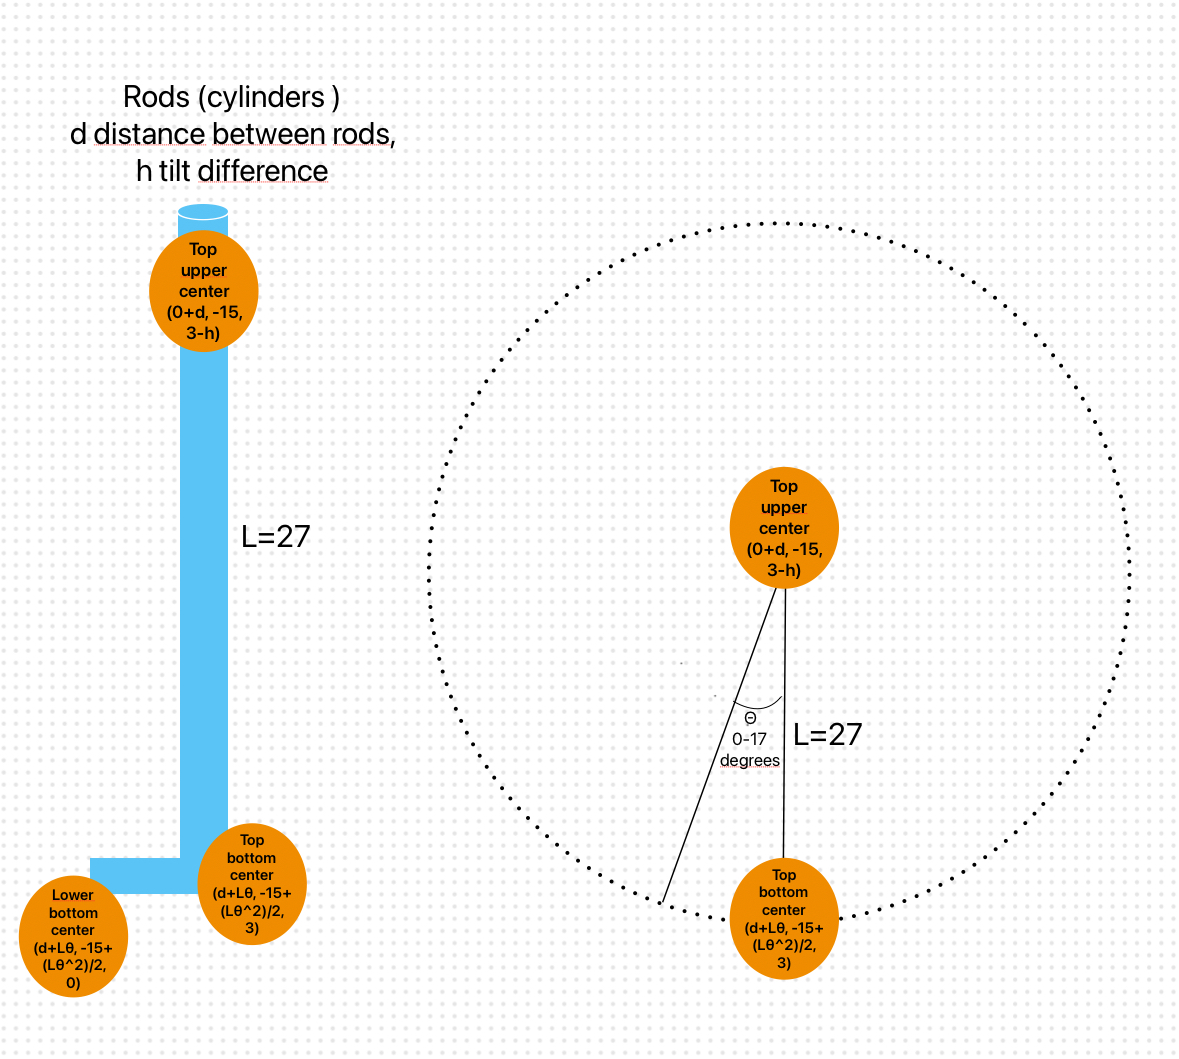 Rods (cylinders )
d distance between rods,
h tilt difference
Top
upper
center
(0+d, -15,
3-h)
L=27
Top
bottom
center
(d+Lθ, -15+
(Lθ^2)/2,
3)
Lower
bottom
center
(d+Lθ, -15+
(Lθ^2)/2,
0)
Top
upper
center
(0+d, -15,
3-h)
Θ
0-17
degrees
L=27
Top
bottom
center
(d+Lθ, -15+
(Lθ^2)/2,
3)